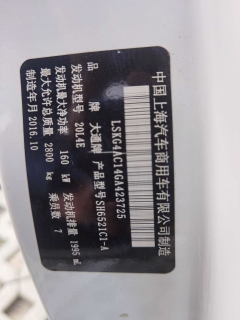 中国上海汽车商用车有限公司制造
LSKG4AC14GA423725
品 牌 大通牌 产品型号 SH6521C1-A
发动机型号 20L4E 发动机排量 1995 ml
发动机最大净功率 160 kW
最大允许总质量 2800 kg 乘员数 7
制造年月 2016.10